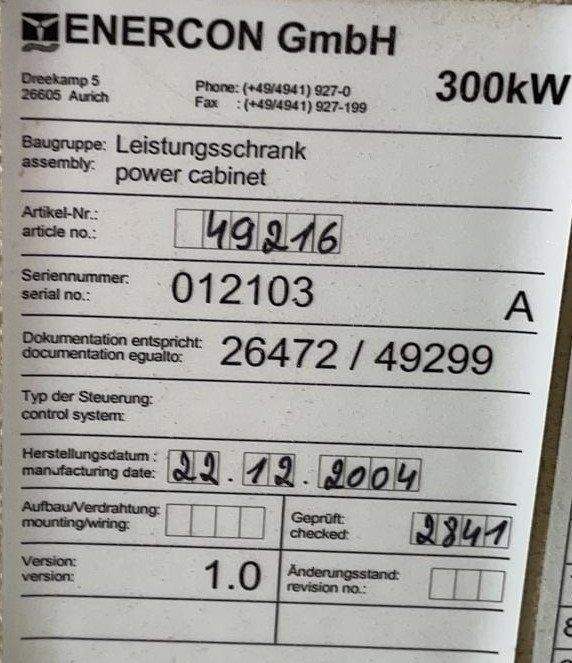 ENERCON GmbH
300kW
Dreekamp 5
26605 Aurich
Phone: (+49/4941) 927-0
Fax : (+49/4941) 927-199
Baugruppe: Leistungsschrank
assembly: power cabinet
Artikel-Nr.:
article no.: 49216
Seriennummer:
serial no.: 012103 A
Dokumentation entspricht:
documentation egualto: 26472 / 49299
Typ der Steuerung:
control system:
Herstellungsdatum :
manufacturing date: 22.12.2004
Aufbau/Verdrahtung:
mounting/wiring:
Geprüft:
checked: 2841
Version:
version: 1.0
Änderungsstand:
revision no.: